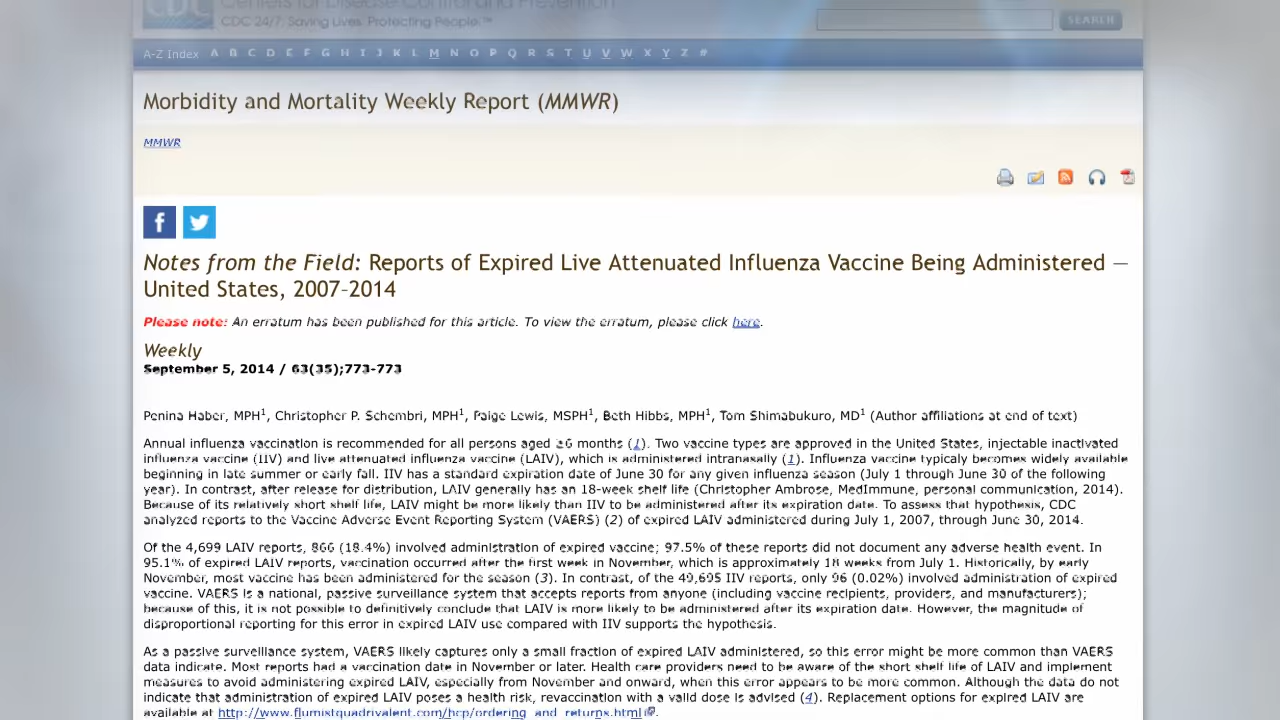 CDC Centers for Disease Control and Prevention
CDC 24/7: Saving Lives. Protecting People.™
SEARCH
A-Z Index A B C D E F G H I J K L M N O P Q R S T U V W X Y Z #
Morbidity and Mortality Weekly Report (MMWR)
MMWR
Notes from the Field: Reports of Expired Live Attenuated Influenza Vaccine Being Administered —
United States, 2007–2014
Please note: An erratum has been published for this article. To view the erratum, please click here.
Weekly
September 5, 2014 / 63(35);773-773
Penina Haber, MPH1, Christopher P. Schembri, MPH1, Paige Lewis, MSPH1, Beth Hibbs, MPH1, Tom Shimabukuro, MD1 (Author affiliations at end of text)
Annual influenza vaccination is recommended for all persons aged ≥6 months (1). Two vaccine types are approved in the United States, injectable inactivated
influenza vaccine (IIV) and live attenuated influenza vaccine (LAIV), which is administered intranasally (1). Influenza vaccine typicaly becomes widely available
beginning in late summer or early fall. IIV has a standard expiration date of June 30 for any given influenza season (July 1 through June 30 of the following
year). In contrast, after release for distribution, LAIV generally has an 18-week shelf life (Christopher Ambrose, MedImmune, personal communication, 2014).
Because of its relatively short shelf life, LAIV might be more likely than IIV to be administered after its expiration date. To assess that hypothesis, CDC
analyzed reports to the Vaccine Adverse Event Reporting System (VAERS) (2) of expired LAIV administered during July 1, 2007, through June 30, 2014.
Of the 4,699 LAIV reports, 866 (18.4%) involved administration of expired vaccine; 97.5% of these reports did not document any adverse health event. In
95.1% of expired LAIV reports, vaccination occurred after the first week in November, which is approximately 18 weeks from July 1. Historically, by early
November, most vaccine has been administered for the season (3). In contrast, of the 49,695 IIV reports, only 96 (0.02%) involved administration of expired
vaccine. VAERS is a national, passive surveillance system that accepts reports from anyone (including vaccine recipients, providers, and manufacturers);
because of this, it is not possible to definitively conclude that LAIV is more likely to be administered after its expiration date. However, the magnitude of
disproportional reporting for this error in expired LAIV use compared with IIV supports the hypothesis.
As a passive surveillance system, VAERS likely captures only a small fraction of expired LAIV administered, so this error might be more common than VAERS
data indicate. Most reports had a vaccination date in November or later. Health care providers need to be aware of the short shelf life of LAIV and implement
measures to avoid administering expired LAIV, especially from November and onward, when this error appears to be more common. Although the data do not
indicate that administration of expired LAIV poses a health risk, revaccination with a valid dose is advised (4). Replacement options for expired LAIV are
available at http://www.flumistquadrivalent.com/hcp/ordering_and_returns.html.